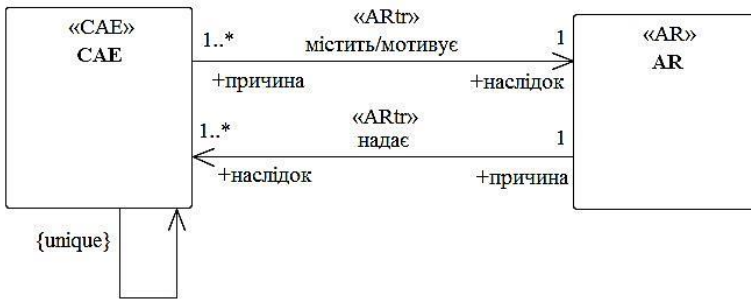 «CAE»
CAE
«ARtr»
1..* містить/мотивує 1
+причина +наслідок
«ARtr»
1..* надає 1
+наслідок +причина
«AR»
AR
{unique}